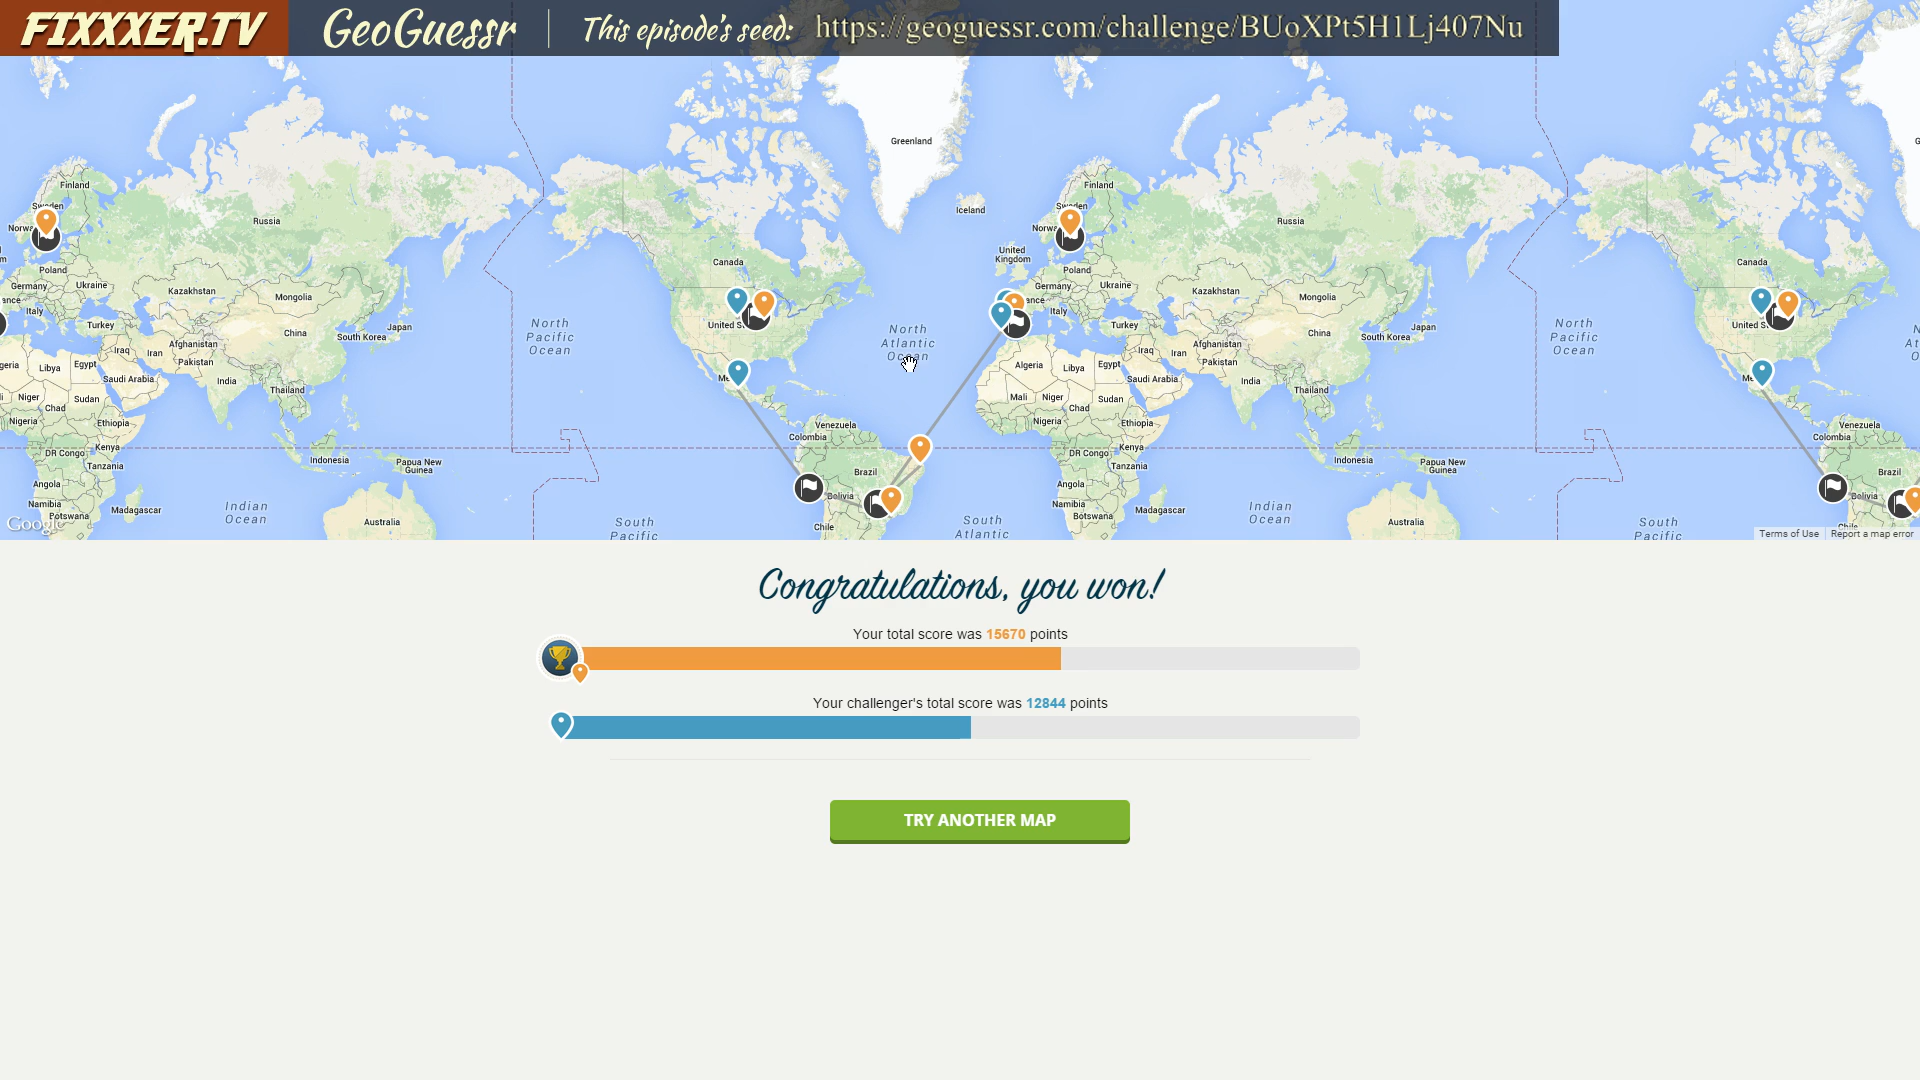 FIXXXER.TV
GeoGuessr
This episode's seed:
https://geoguessr.com/challenge/BUoXPt5H1Lj407Nu
Greenland
Iceland
Finland
Sweden
Norwa
Russia
United Kingdom
Poland
Germany
Ukraine
ance
Italy
Kazakhstan
Mongolia
Turkey
China
South Korea
Japan
Afghanistan
Iraq
Iran
Pakistan
Algeria
Libya
Egypt
Saudi Arabia
India
Thailand
Mali
Niger
Chad
Sudan
Nigeria
Ethiopia
DR Congo
Kenya
Tanzania
Angola
Namibia
Botswana
Madagascar
Indonesia
Papua New Guinea
Australia
Indian Ocean
North Pacific Ocean
South Pacific
North Atlantic Ocean
South Atlantic
Canada
United S
Me
Venezuela
Colombia
Brazil
Bolivia
Chile
Google
Terms of Use
Report a map error
Congratulations, you won!
Your total score was 15670 points
Your challenger's total score was 12844 points
TRY ANOTHER MAP